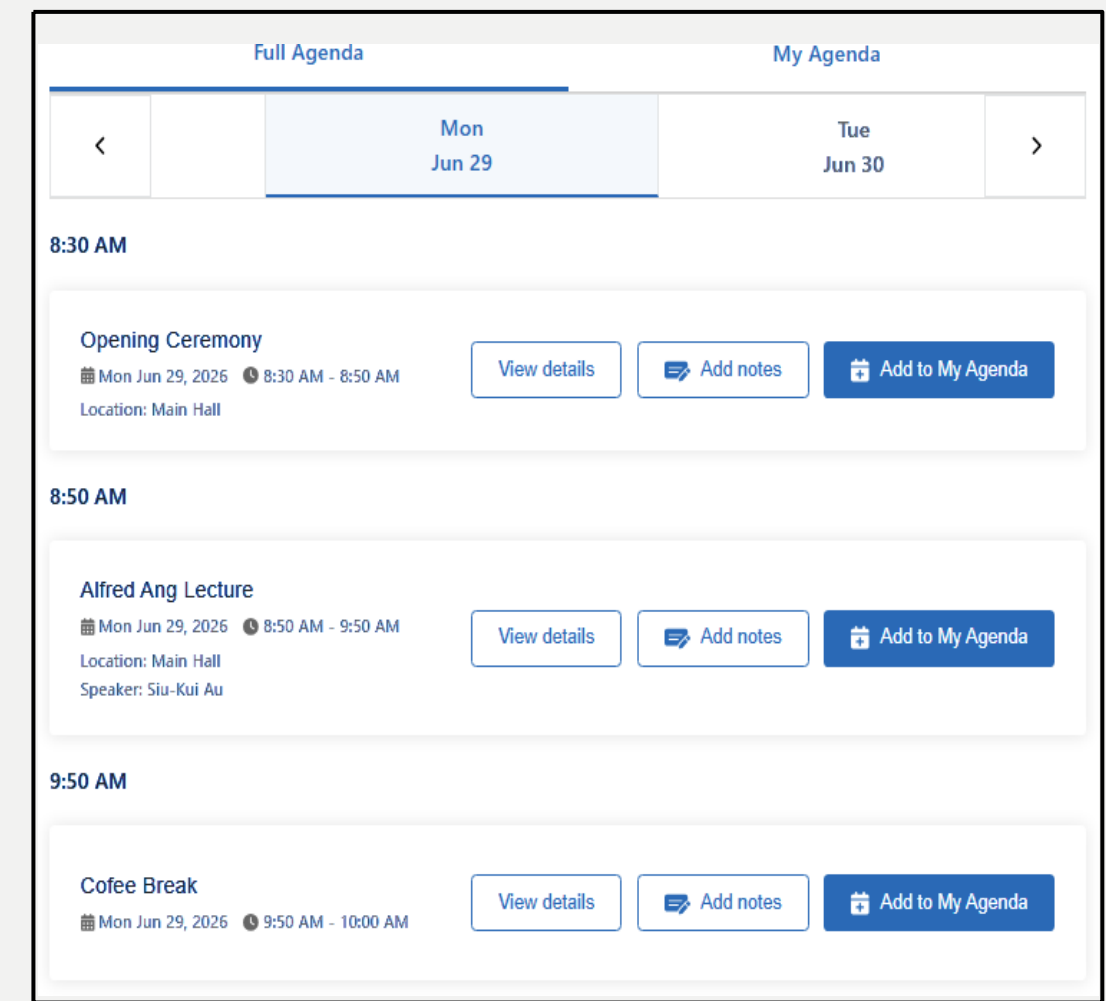 Full Agenda My Agenda
Mon Tue
Jun 29 Jun 30
8:30 AM
Opening Ceremony
Mon Jun 29, 2026 8:30 AM - 8:50 AM
Location: Main Hall
View details Add notes Add to My Agenda
8:50 AM
Alfred Ang Lecture
Mon Jun 29, 2026 8:50 AM - 9:50 AM
Location: Main Hall
Speaker: Siu-Kui Au
View details Add notes Add to My Agenda
9:50 AM
Cofee Break
Mon Jun 29, 2026 9:50 AM - 10:00 AM
View details Add notes Add to My Agenda